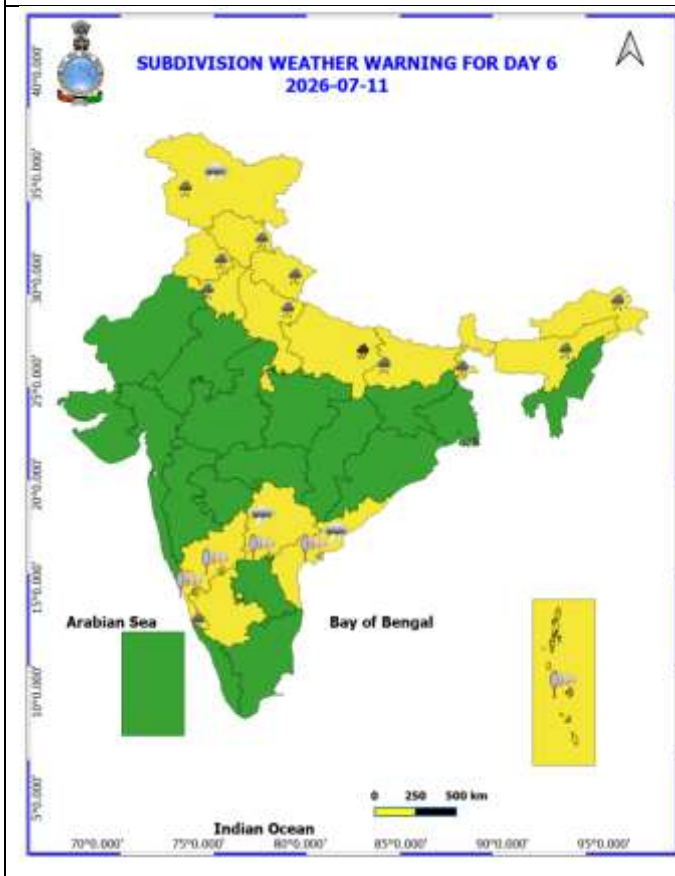 SUBDIVISION WEATHER WARNING FOR DAY 6
2026-07-11
40°0.000'
35°0.000'
30°0.000'
25°0.000'
20°0.000'
15°0.000'
10°0.000'
5°0.000'
Arabian Sea
Bay of Bengal
0 250 500 km
Indian Ocean
70°0.000' 75°0.000' 80°0.000' 85°0.000' 90°0.000' 95°0.000'